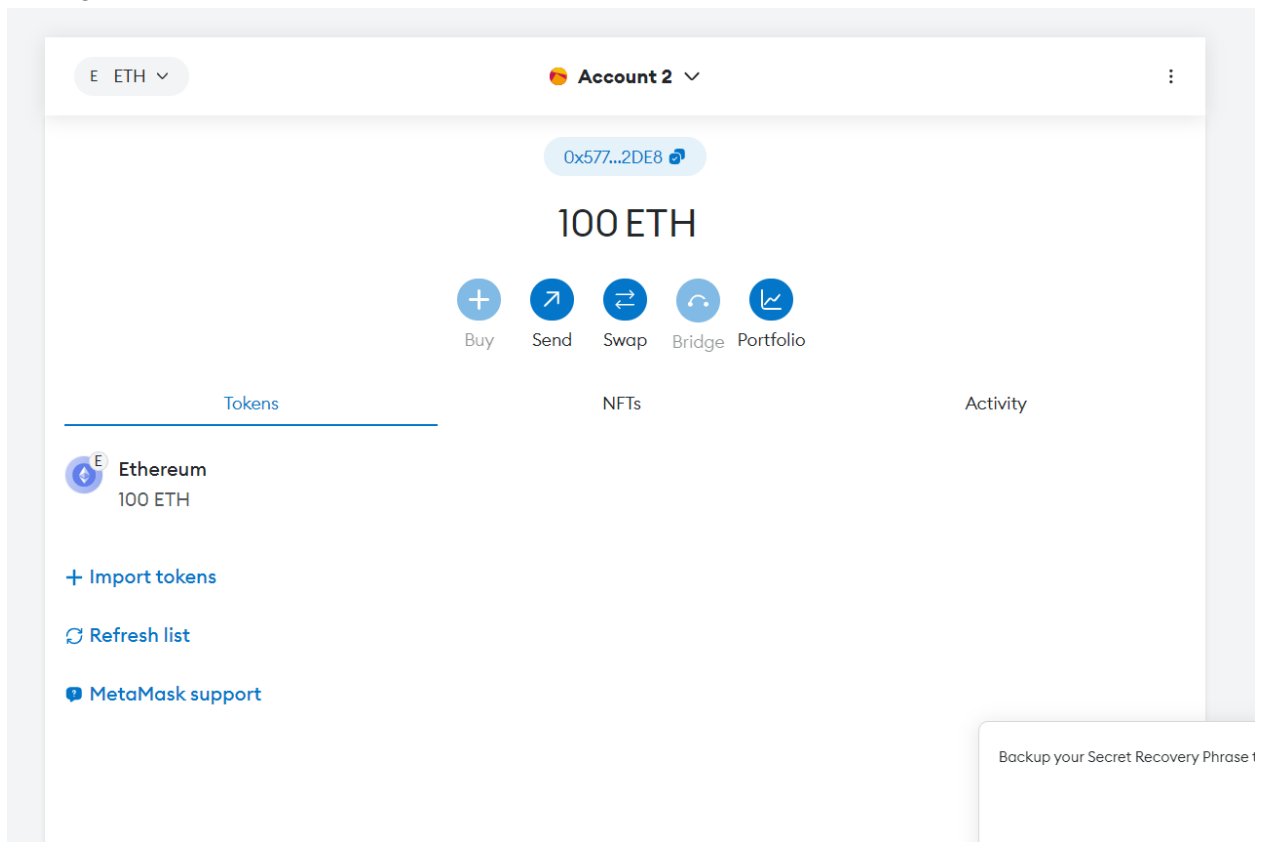 E ETH
Account 2
0x577...2DE8
100 ETH
Buy Send Swap Bridge Portfolio
Tokens NFTs Activity
E
Ethereum
100 ETH
+ Import tokens
Refresh list
MetaMask support
Backup your Secret Recovery Phrase t